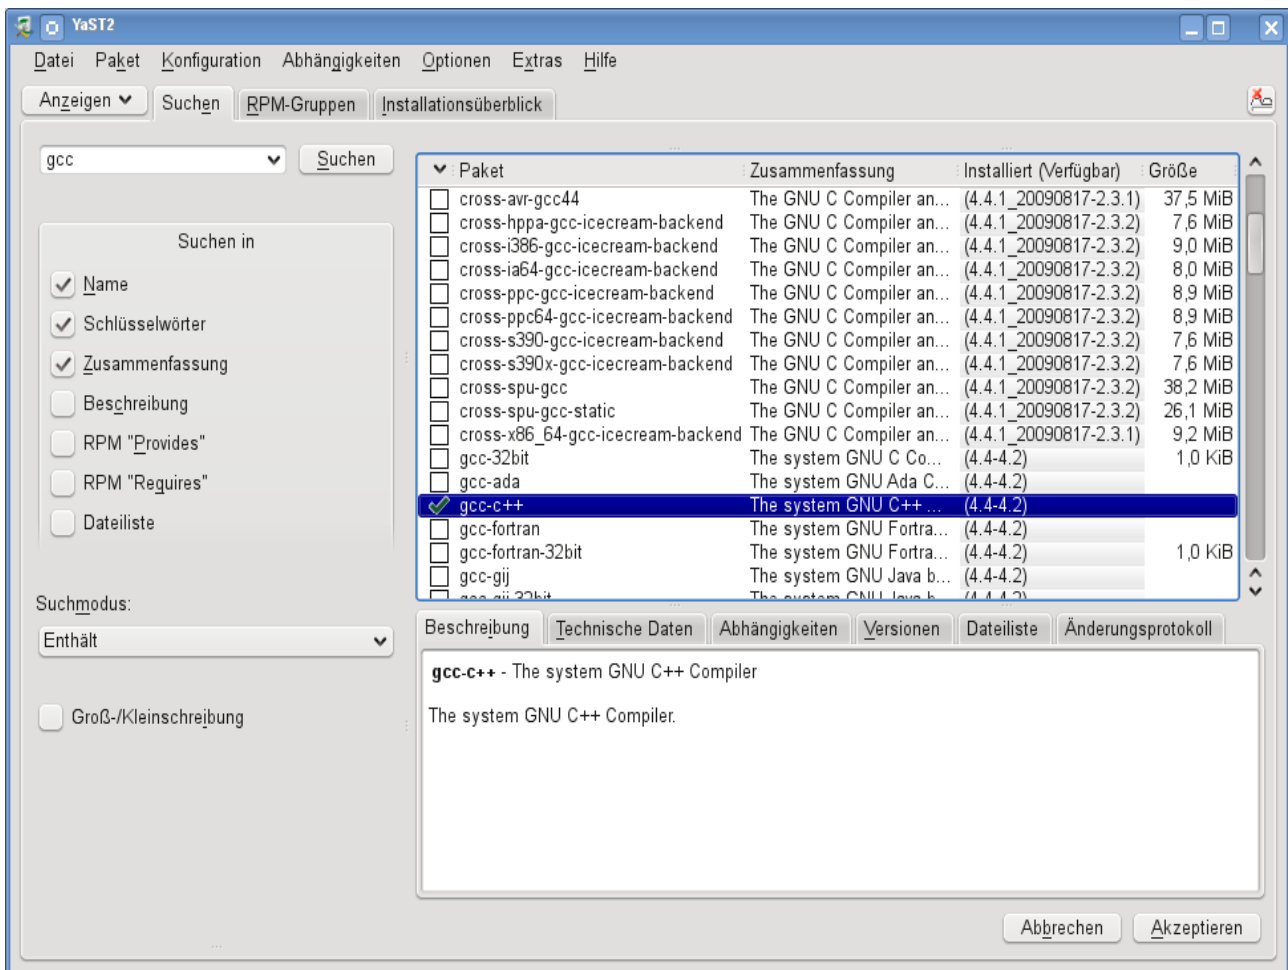 YaST2
Datei Paket Konfiguration Abhängigkeiten Optionen Extras Hilfe
Anzeigen Suchen RPM-Gruppen Installationsüberblick
gcc Suchen
Suchen in
Name
Schlüsselwörter
Zusammenfassung
Beschreibung
RPM "Provides"
RPM "Requires"
Dateiliste
Suchmodus:
Enthält
Groß-/Kleinschreibung
Paket Zusammenfassung Installiert (Verfügbar) Größe
cross-avr-gcc44 The GNU C Compiler an... (4.4.1_20090817-2.3.1) 37,5 MiB
cross-hppa-gcc-icecream-backend The GNU C Compiler an... (4.4.1_20090817-2.3.2) 7,6 MiB
cross-i386-gcc-icecream-backend The GNU C Compiler an... (4.4.1_20090817-2.3.2) 9,0 MiB
cross-ia64-gcc-icecream-backend The GNU C Compiler an... (4.4.1_20090817-2.3.2) 8,0 MiB
cross-ppc-gcc-icecream-backend The GNU C Compiler an... (4.4.1_20090817-2.3.2) 8,9 MiB
cross-ppc64-gcc-icecream-backend The GNU C Compiler an... (4.4.1_20090817-2.3.2) 8,9 MiB
cross-s390-gcc-icecream-backend The GNU C Compiler an... (4.4.1_20090817-2.3.2) 7,6 MiB
cross-s390x-gcc-icecream-backend The GNU C Compiler an... (4.4.1_20090817-2.3.2) 7,6 MiB
cross-spu-gcc The GNU C Compiler an... (4.4.1_20090817-2.3.2) 38,2 MiB
cross-spu-gcc-static The GNU C Compiler an... (4.4.1_20090817-2.3.2) 26,1 MiB
cross-x86_64-gcc-icecream-backend The GNU C Compiler an... (4.4.1_20090817-2.3.1) 9,2 MiB
gcc-32bit The system GNU C Co... (4.4-4.2) 1,0 KiB
gcc-ada The system GNU Ada C... (4.4-4.2)
gcc-c++ The system GNU C++ ... (4.4-4.2)
gcc-fortran The system GNU Fortra... (4.4-4.2)
gcc-fortran-32bit The system GNU Fortra... (4.4-4.2) 1,0 KiB
gcc-gij The system GNU Java b... (4.4-4.2)
gcc-gij-32bit The system GNU Java b... (4.4-4.2)
Beschreibung Technische Daten Abhängigkeiten Versionen Dateiliste Änderungsprotokoll
gcc-c++ - The system GNU C++ Compiler
The system GNU C++ Compiler.
Abbrechen Akzeptieren